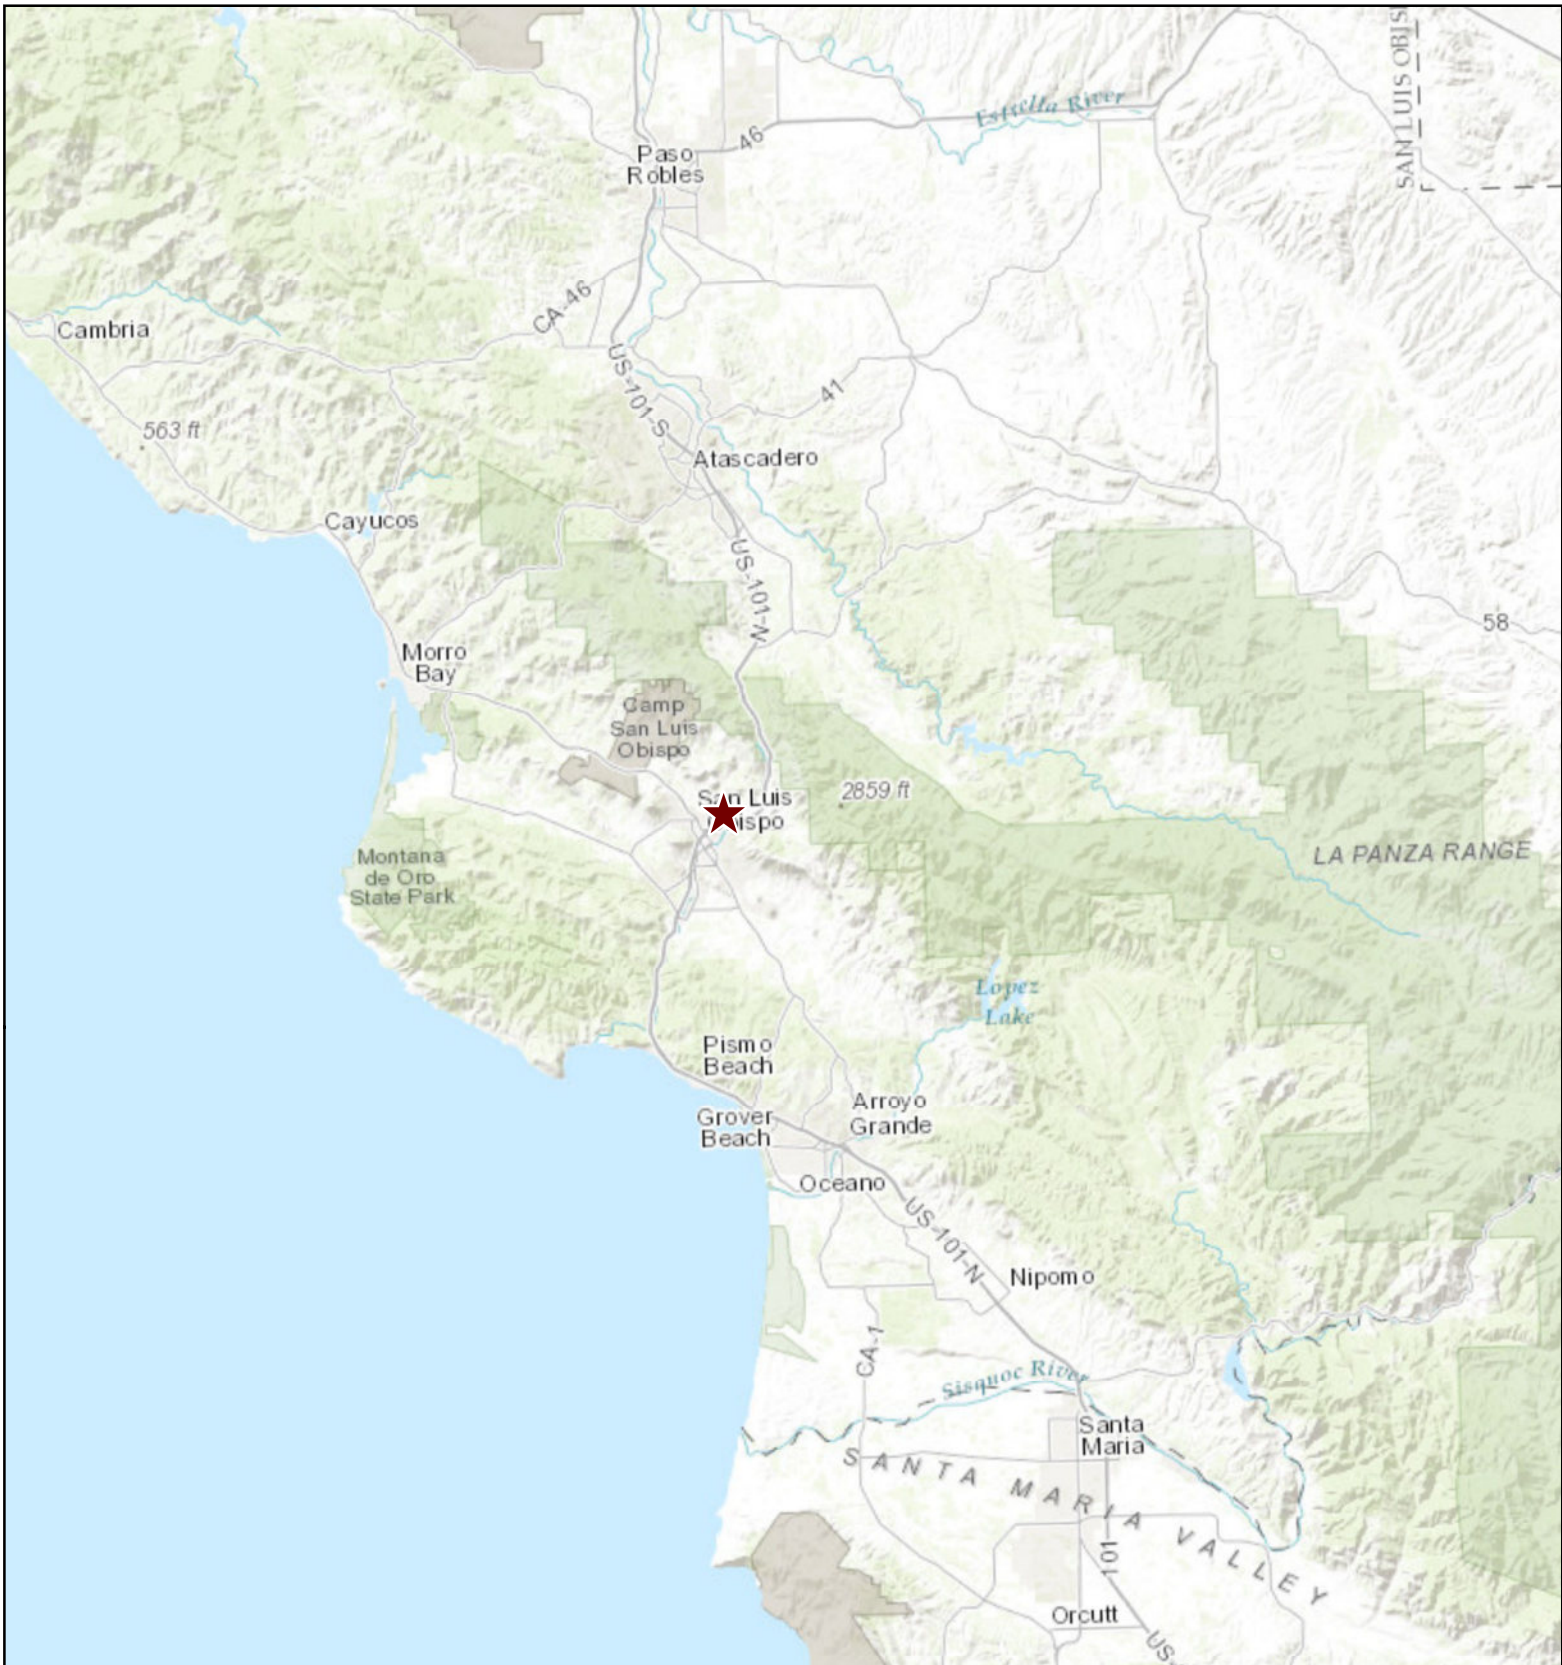 SAN LUIS OBIS
Estrella River
46
Paso
Robles
CA-46
Cambria
US-101-S
41
563 ft
Atascadero
Cayucos
US-101-N
58
Morro
Bay
Camp
San Luis
Obispo
2859 ft
San Luis
ispo
LA PANZA RANGE
Montana
de Oro
State Park
Lopez
Lake
Pismo
Beach
Arroyo
Grande
Grover
Beach
Oceano
US-101-N
Nipomo
CA-1
Sisquoc River
Santa
Maria
SANTA MARIA VALLEY
101
Orcutt
US-